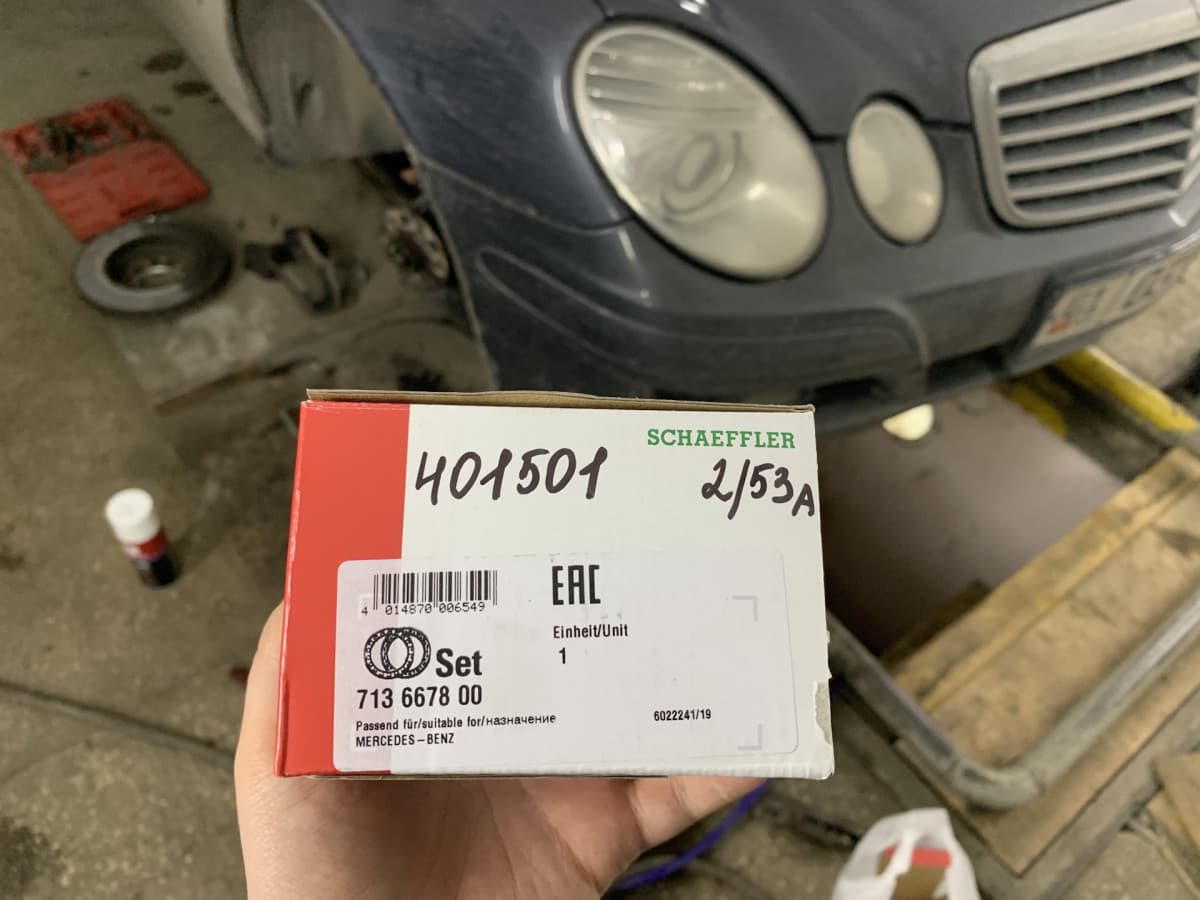 SCHAEFFLER
401501
2/53A
4 014870 006549
EAC
Einheit/Unit
1
Set
713 6678 00
Passend für/suitable for/назначение
MERCEDES-BENZ
6022241/19